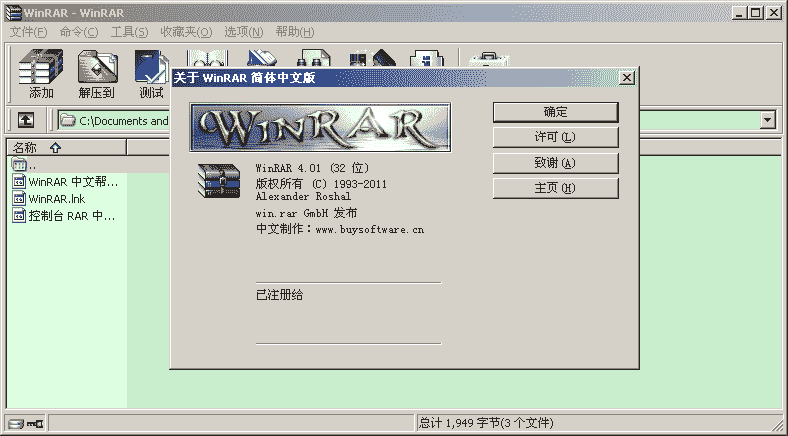 WinRAR - WinRAR
文件(F) 命令(C) 工具(S) 收藏夹(O) 选项(N) 帮助(H)
添加 解压到 测试
C:\Documents and
名称
..
WinRAR 中文帮...
WinRAR.lnk
控制台 RAR 中...
关于 WinRAR 简体中文版
WINRAR
WinRAR 4.01 (32 位)
版权所有 (C) 1993-2011
Alexander Roshal
win.rar GmbH 发布
中文制作：www.buysoftware.cn
已注册给
确定
许可(L)
致谢(A)
主页(H)
总计 1,949 字节(3 个文件)